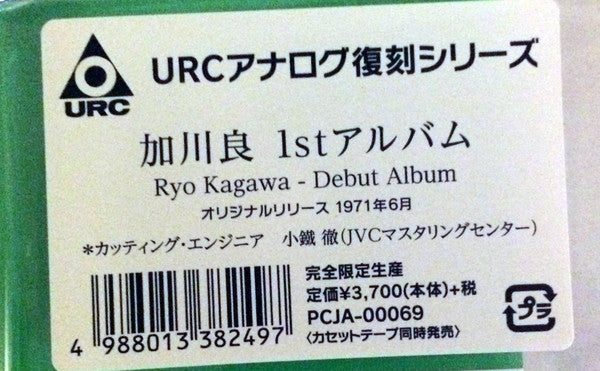 URC
URCアナログ復刻シリーズ
加川良 1stアルバム
Ryo Kagawa - Debut Album
オリジナルリリース 1971年6月
*カッティング・エンジニア 小鐵 徹(JVCマスタリングセンター)
完全限定生産
定価¥3,700(本体)+税
PCJA-00069
〈カセットテープ同時発売〉
4 988013 382497
プラ